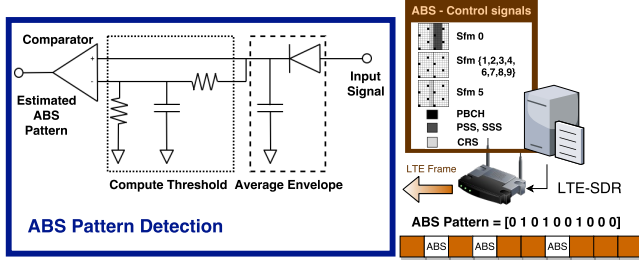 Comparator
+
-
Input
Signal
Estimated
ABS
Pattern
Compute Threshold
Average Envelope
ABS Pattern Detection
ABS - Control signals
Sfm 0
Sfm {1,2,3,4,
6,7,8,9}
Sfm 5
PBCH
PSS, SSS
CRS
LTE Frame
LTE-SDR
ABS Pattern = [0 1 0 1 0 0 1 0 0 0]
ABS ABS ABS